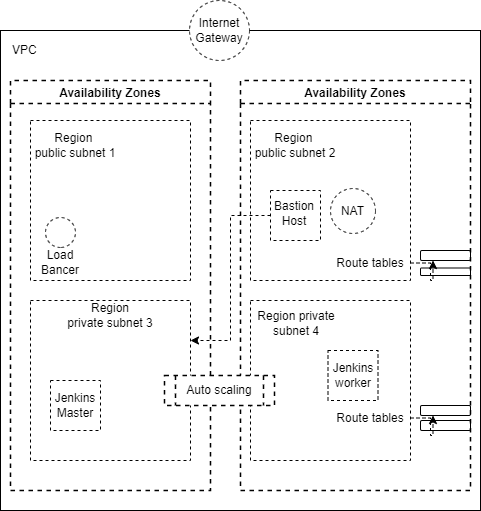 Internet
Gateway
VPC
Availability Zones
Availability Zones
Region
public subnet 1
Region
public subnet 2
Bastion
Host
NAT
Load
Bancer
Route tables
Region
private subnet 3
Region private
subnet 4
Jenkins
worker
Auto scaling
Jenkins
Master
Route tables